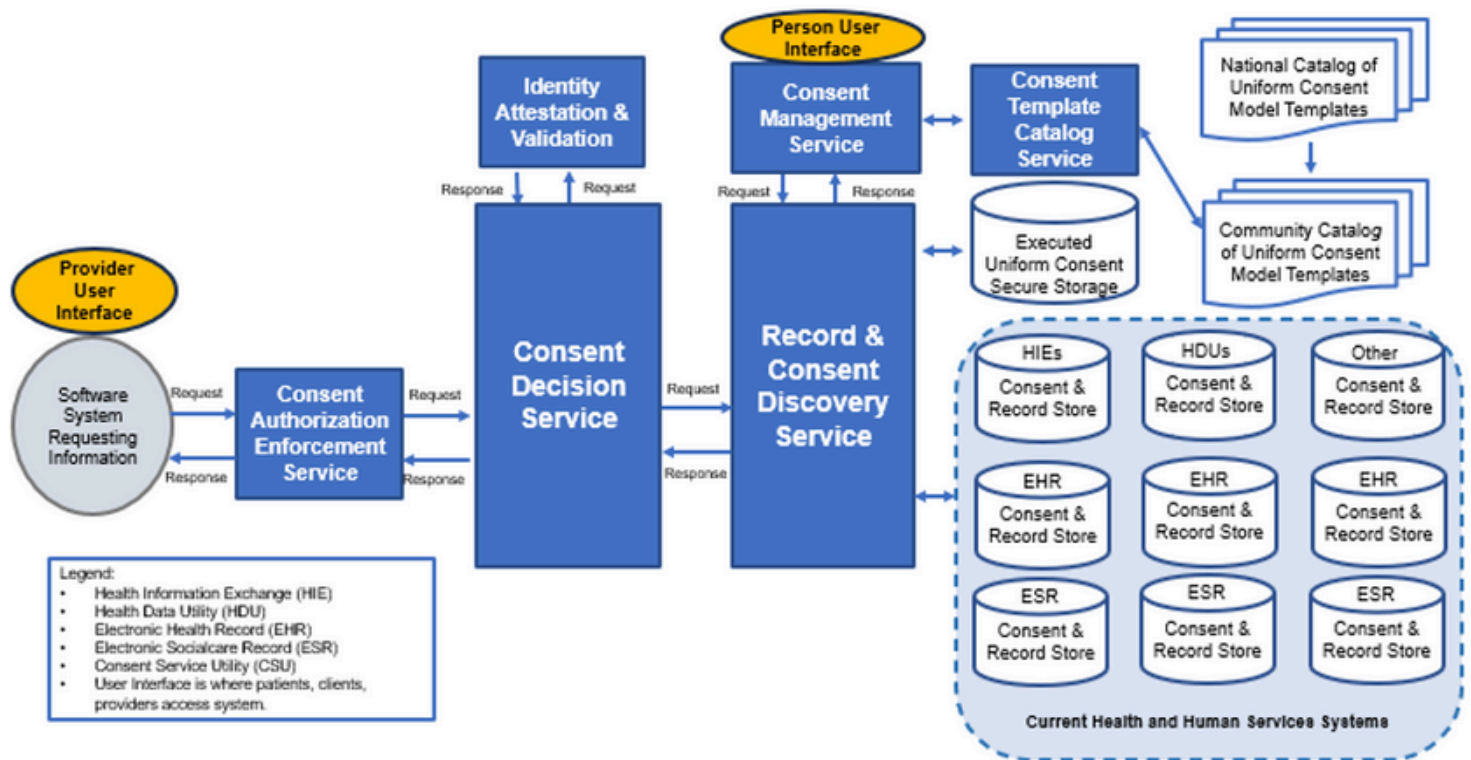 Person User
Interface
Identity
Attestation &
Validation
Consent
Management
Service
Consent
Template
Catalog
Service
National Catalog of
Uniform Consent
Model Templates
Response
Request
Request
Response
Community Catalog
of Uniform Consent
Model Templates
Executed
Uniform Consent
Secure Storage
Provider
User
Interface
Software
System
Requesting
Information
Request
Response
Consent
Authorization
Enforcement
Service
Request
Response
Consent
Decision
Service
Request
Response
Record &
Consent
Discovery
Service
HIEs
Consent &
Record Store
HDUs
Consent &
Record Store
Other
Consent &
Record Store
EHR
Consent &
Record Store
EHR
Consent &
Record Store
EHR
Consent &
Record Store
ESR
Consent &
Record Store
ESR
Consent &
Record Store
ESR
Consent &
Record Store
Current Health and Human Services Systems
Legend:
• Health Information Exchange (HIE)
• Health Data Utility (HDU)
• Electronic Health Record (EHR)
• Electronic Socialcare Record (ESR)
• Consent Service Utility (CSU)
• User Interface is where patients, clients,
providers access system.